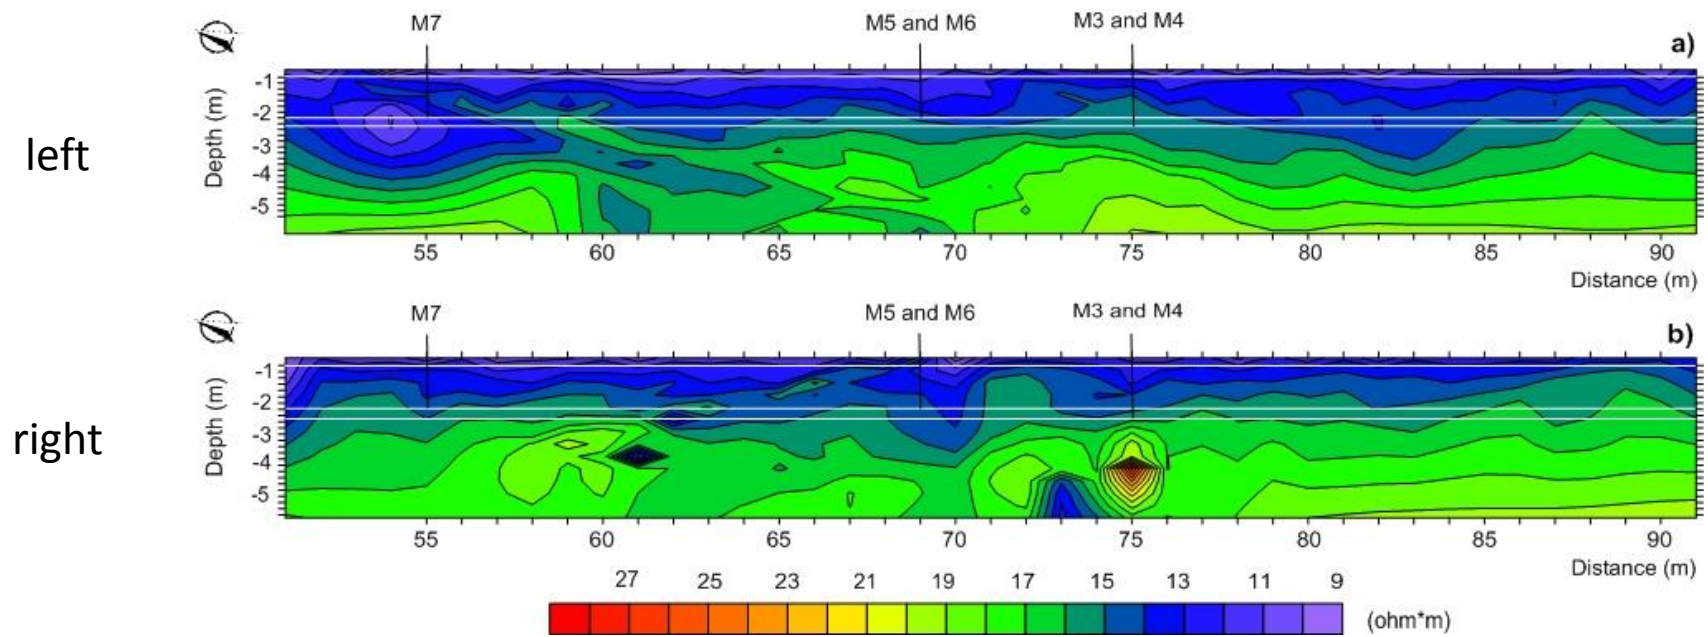 M7 M5 and M6 M3 and M4
a)
left
Depth (m)
-1
-2
-3
-4
-5
55 60 65 70 75 80 85 90
Distance (m)
M7 M5 and M6 M3 and M4
b)
right
Depth (m)
-1
-2
-3
-4
-5
55 60 65 70 75 80 85 90
Distance (m)
27 25 23 21 19 17 15 13 11 9
(ohm*m)